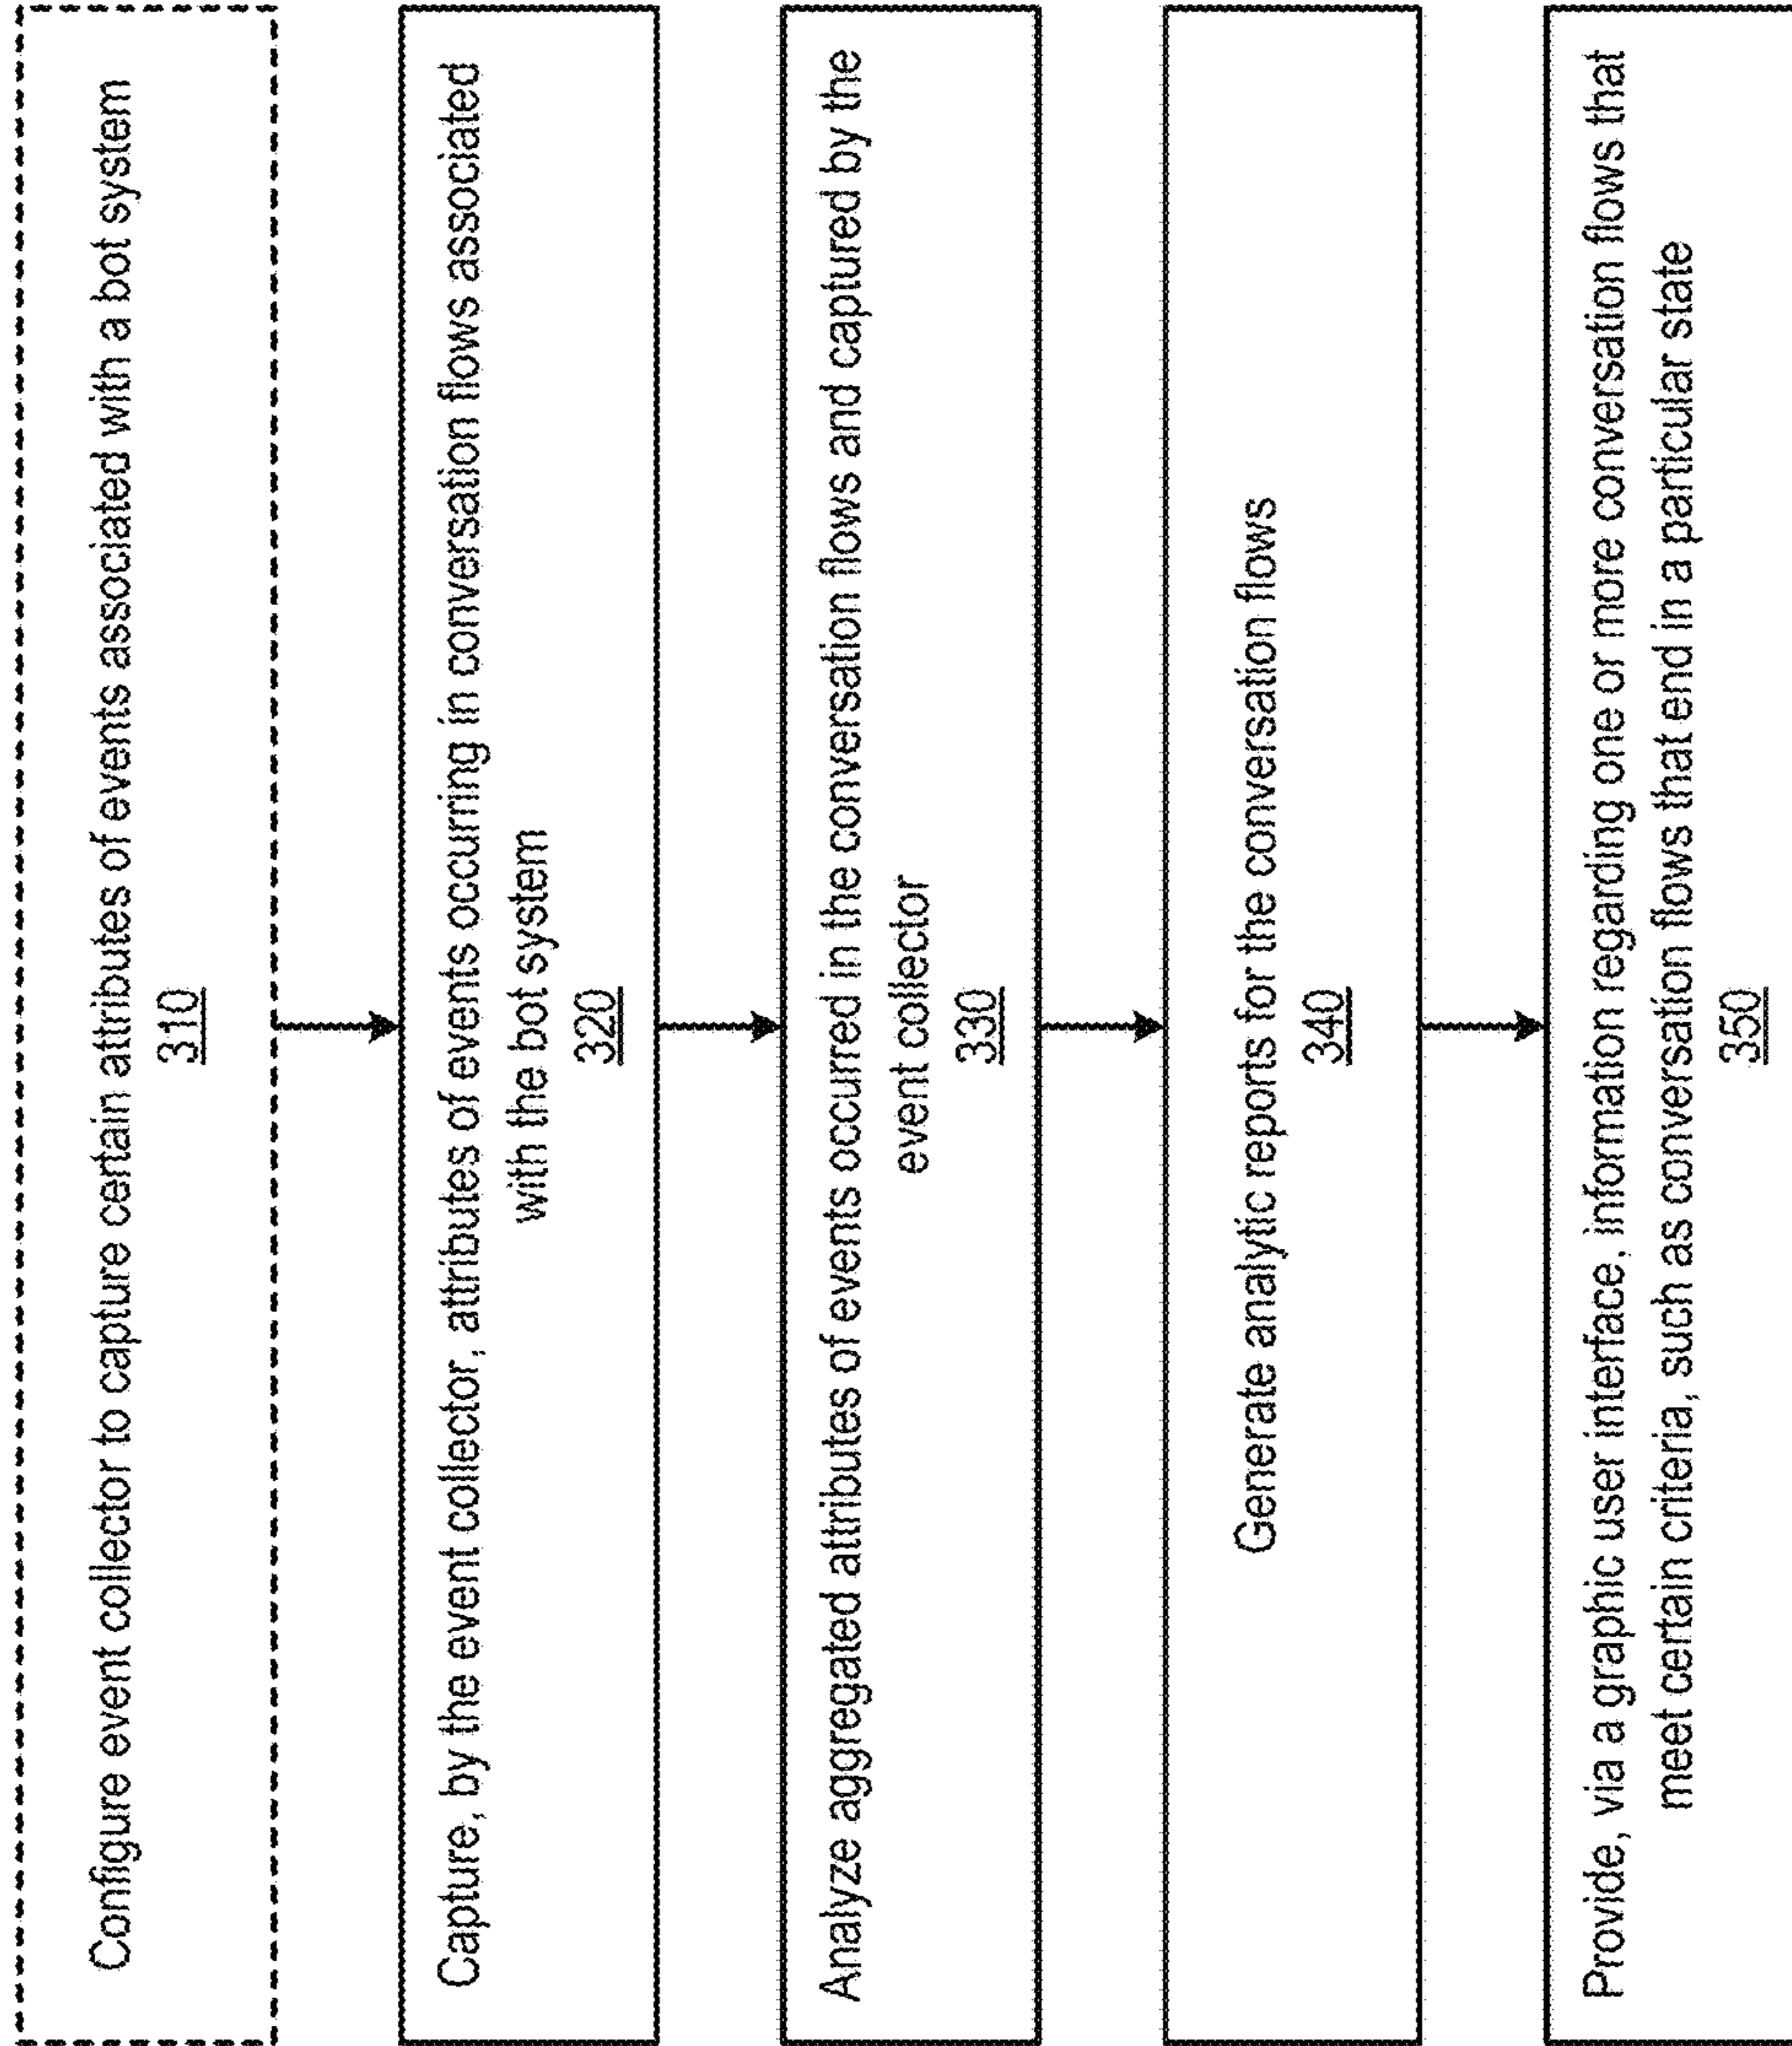 Configure event collector to capture certain attributes of events associated with a bot system
310
Capture, by the event collector, attributes of events occurring in conversation flows associated
with the bot system
320
Analyze aggregated attributes of events occurred in the conversation flows and captured by the
event collector
330
Generate analytic reports for the conversation flows
340
Provide, via a graphic user interface, information regarding one or more conversation flows that
meet certain criteria, such as conversation flows that end in a particular state
350